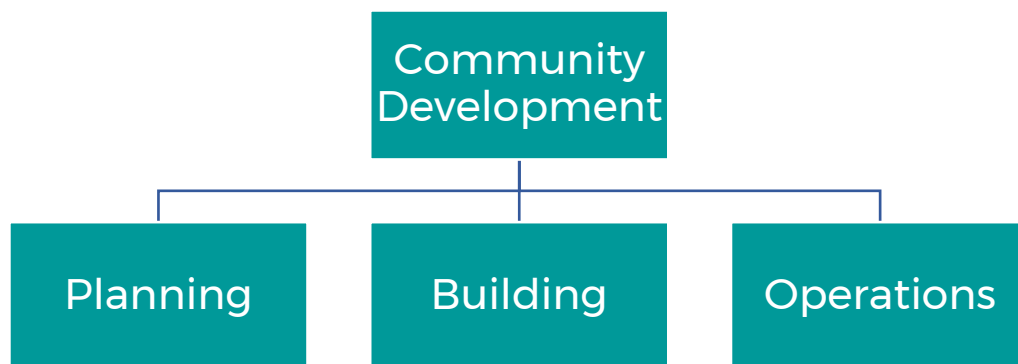 Community
Development
Planning
Building
Operations